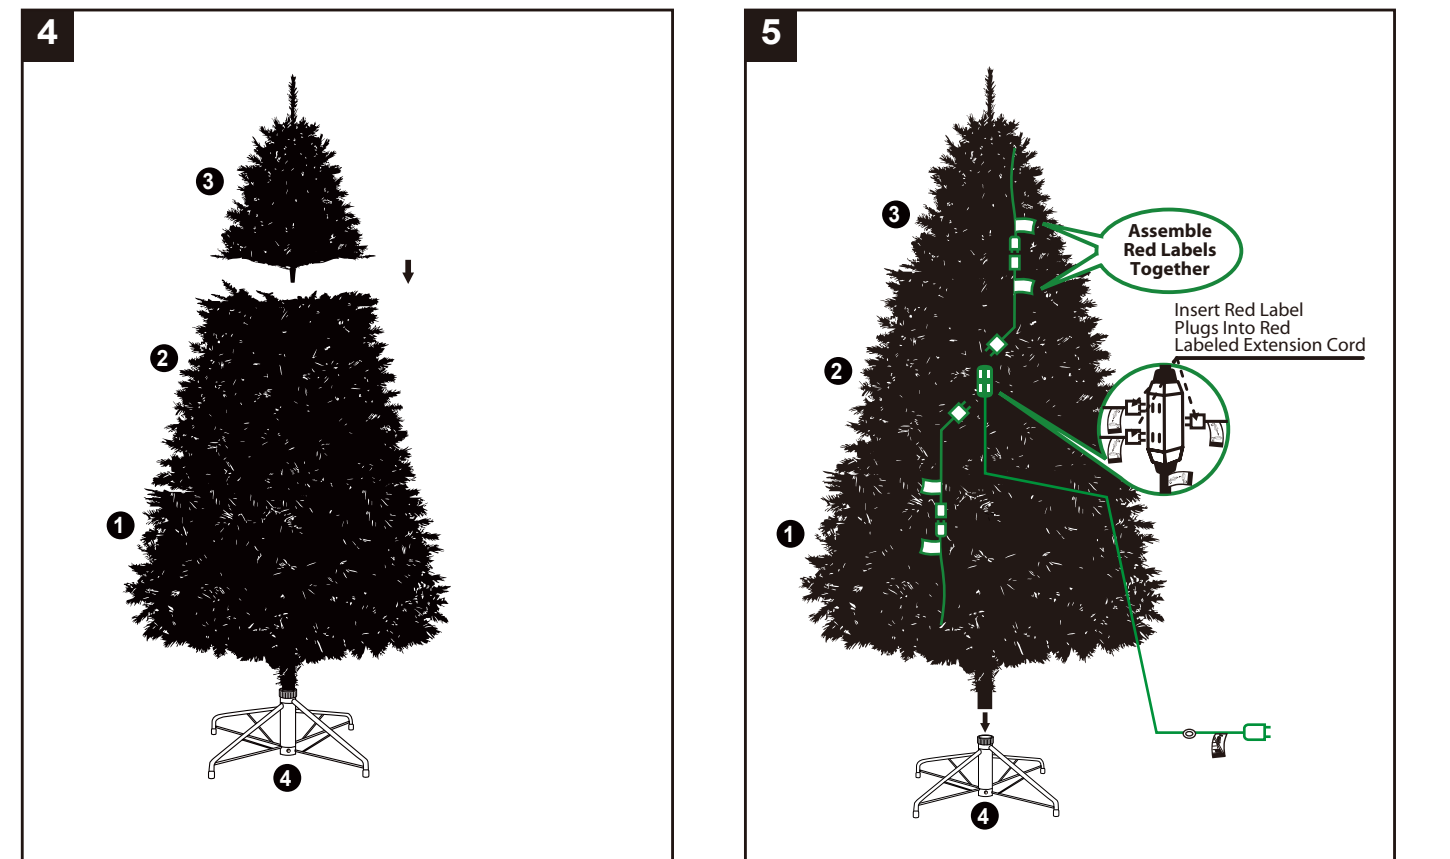 4
3
2
1
4
5
3
Assemble
Red Labels
Together
Insert Red Label
Plugs Into Red
Labeled Extension Cord
2
1
4